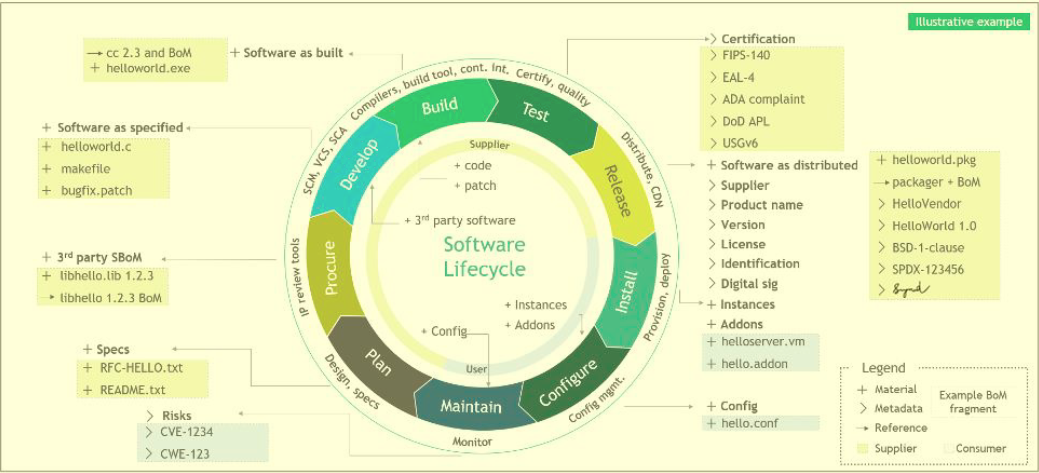 Illustrative example
→ cc 2.3 and BoM
+ helloworld.exe
+ Software as built
+ Software as specified
+ helloworld.c
+ makefile
+ bugfix.patch
+ 3rd party SBoM
+ libhello.lib 1.2.3
→ libhello 1.2.3 BoM
+ Specs
+ RFC-HELLO.txt
+ README.txt
> Risks
> CVE-1234
> CWE-123
Compilers, build tool, cont. Int.
Certify, quality
Distribute, CDN
Provision, deploy
Config mgmt.
Monitor
Design, specs
IP review tools
SCM, VCS, SCA
Build
Test
Release
Install
Configure
Maintain
Plan
Procure
Develop
Supplier
+ code
+ patch
+ 3rd party software
Software
Lifecycle
+ Instances
+ Addons
+ Config
User
> Certification
> FIPS-140
> EAL-4
> ADA complaint
> DoD APL
> USGv6
+ Software as distributed
> Supplier
> Product name
> Version
> License
> Identification
> Digital sig
+ Instances
+ Addons
+ helloserver.vm
+ hello.addon
+ Config
+ hello.conf
+ helloworld.pkg
→ packager + BoM
> HelloVendor
> HelloWorld 1.0
> BSD-1-clause
> SPDX-123456
> Signed
Legend
+ Material
> Metadata
→ Reference
Supplier
Example BoM
fragment
Consumer